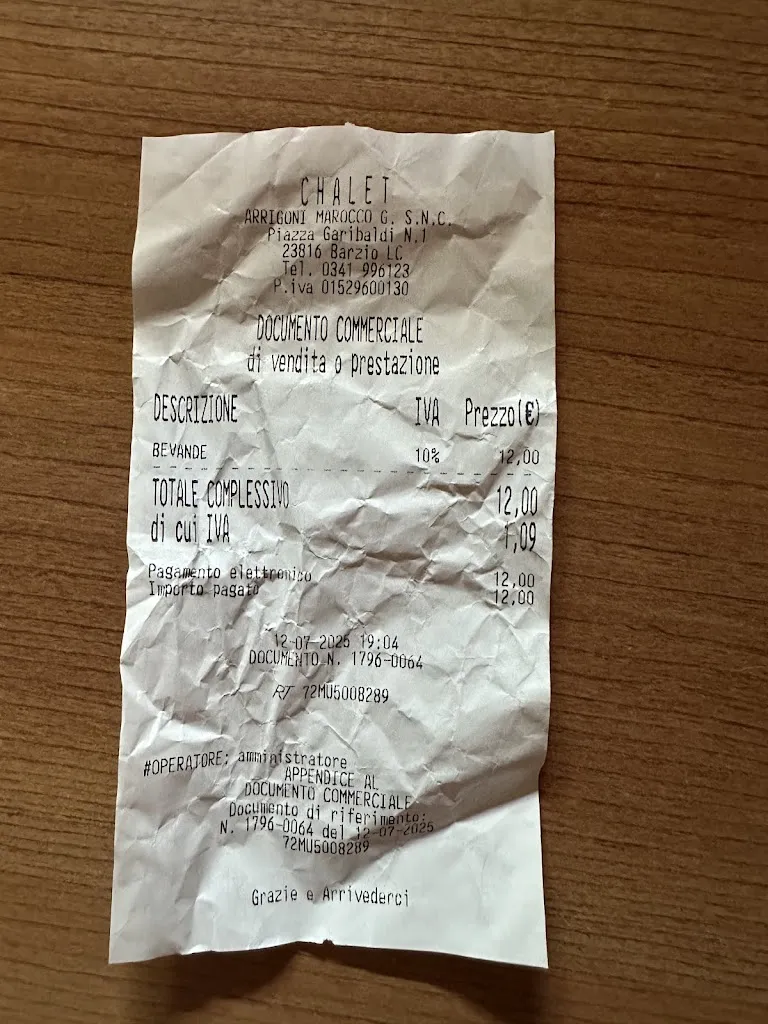 CHALET
ARRIGONI MAROCCO G. S.N.C.
Piazza Garibaldi N.1
23816 Barzio LC
Tel. 0341 996123
P.iva 01529600130
DOCUMENTO COMMERCIALE
di vendita o prestazione
DESCRIZIONE IVA Prezzo(€)
BEVANDE 10% 12,00
TOTALE COMPLESSIVO 12,00
di cui IVA 1,09
Pagamento elettronico 12,00
Importo pagato 12,00
12-07-2025 19:04
DOCUMENTO N. 1796-0064
RT 72MU5008289
#OPERATORE: amministratore
APPENDICE AL
DOCUMENTO COMMERCIALE
Documento di riferimento:
N. 1796-0064 del 12-07-2025
72MU5008289
Grazie e Arrivederci